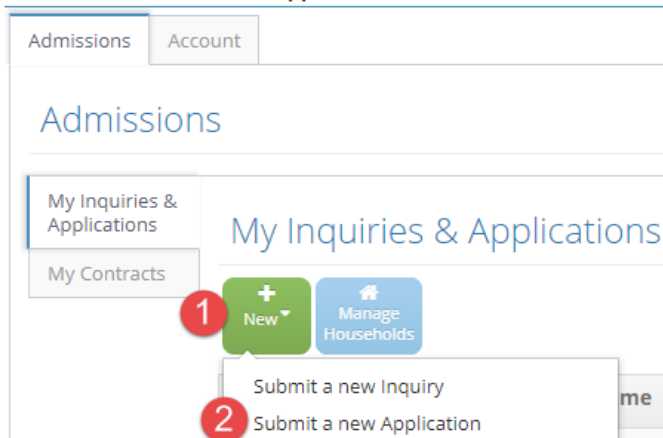 Admissions
Account
Admissions
My Inquiries &
Applications
My Contracts
My Inquiries & Applications
1
New
Manage
Households
Submit a new Inquiry
me
2
Submit a new Application